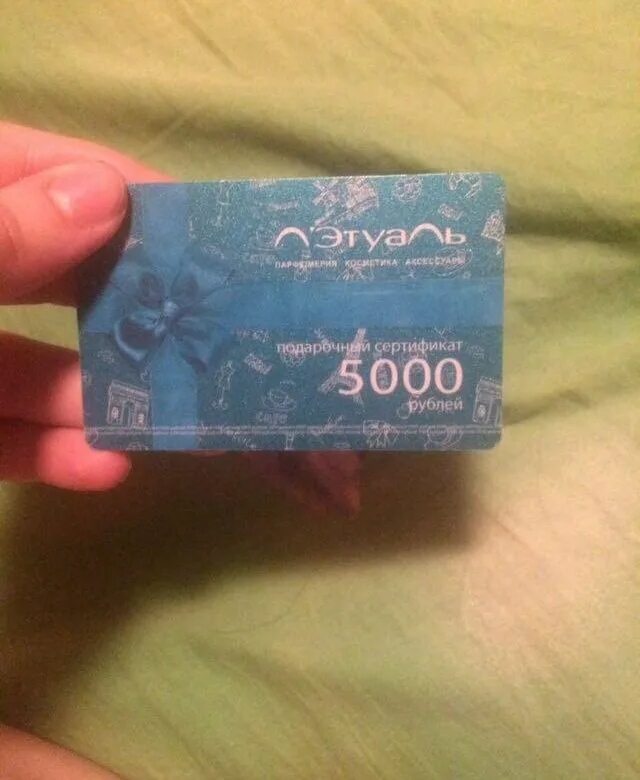 Л'Этуаль
ПАРФЮМЕРИЯ КОСМЕТИКА АКСЕССУАРЫ
подарочный сертификат
5000
рублей